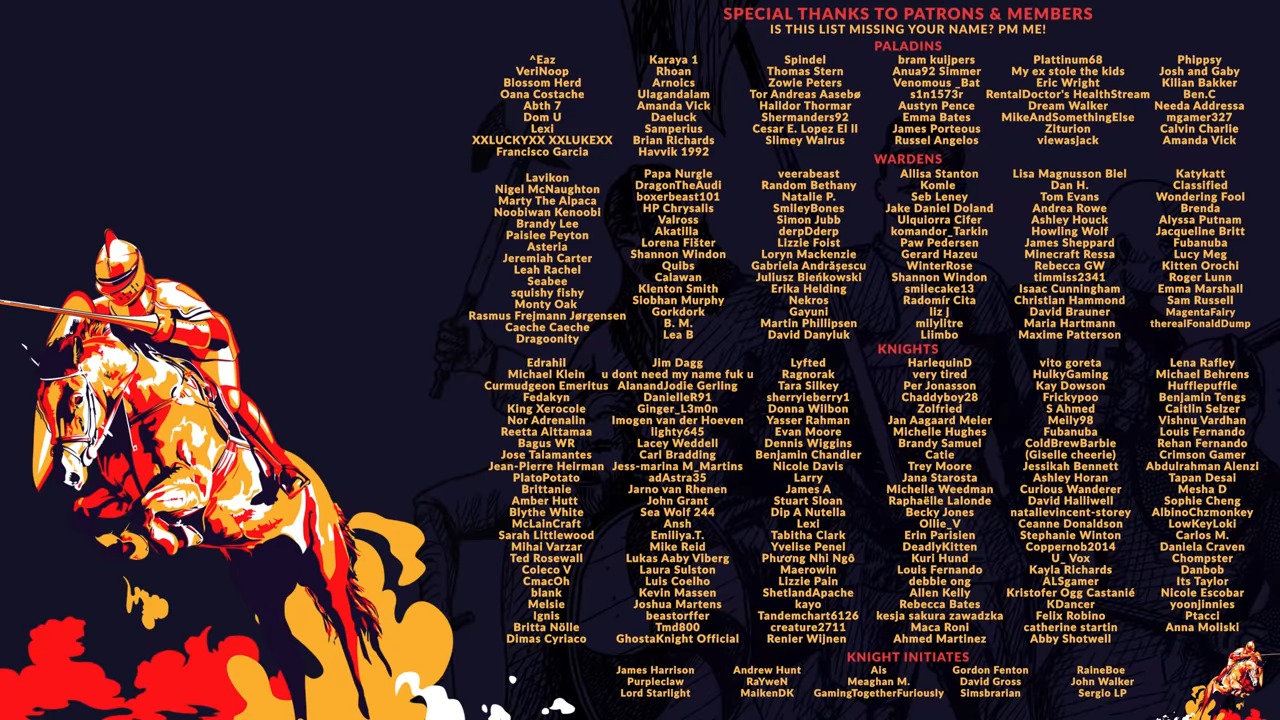 SPECIAL THANKS TO PATRONS & MEMBERS
IS THIS LIST MISSING YOUR NAME? PM ME!
PALADINS
^Eaz
VeriNoop
Blossom Herd
Oana Costache
Abth 7
Dom U
Lexi
XXLUCKYXX XXLUKEXX
Francisco Garcia
Karaya 1
Rhoan
Arnoics
Ulagandalam
Amanda Vick
Daeluck
Samperius
Brian Richards
Havvik 1992
Spindel
Thomas Stern
Zowie Peters
Tor Andreas Aasebø
Halldor Thormar
Shermanders92
Cesar E. Lopez El II
Slimey Walrus
bram kuijpers
Anua92 Simmer
Venomous _Bat
s1n1573r
Austyn Pence
Emma Bates
James Porteous
Russel Angelos
Plattinum68
My ex stole the kids
Eric Wright
RentalDoctor's HealthStream
Dream Walker
MikeAndSomethingElse
Ziturion
viewasjack
Phippsy
Josh and Gaby
Kilian Bakker
Ben.C
Needa Addressa
mgamer327
Calvin Charlie
Amanda Vick
WARDENS
Lavikon
Nigel McNaughton
Marty The Alpaca
Noobiwan Kenoobi
Brandy Lee
Paislee Peyton
Asteria
Jeremiah Carter
Leah Rachel
Seabee
squishy fishy
Monty Oak
Rasmus Frejmann Jørgensen
Caeche Caeche
Dragoonity
Papa Nurgle
DragonTheAudi
boxerbeast101
HP Chrysalis
Valross
Akatilla
Lorena Fišter
Shannon Windon
Quibs
Calawan
Klenton Smith
Siobhan Murphy
Gorkdork
B. M.
Lea B
veerabeast
Random Bethany
Natalie P.
SmileyBones
Simon Jubb
derpDderp
Lizzie Foist
Loryn Mackenzie
Gabriela Andrășescu
Juliusz Bieńkowski
Erika Heiding
Nekros
Gayuni
Martin Phillipsen
David Danyluk
Allisa Stanton
Komie
Seb Leney
Jake Daniel Doland
Ulquiorra Cifer
komandor_Tarkin
Paw Pedersen
Gerard Hazeu
WinterRose
Shannon Windon
smilecake13
Radomír Cita
liz j
milylitre
Llimbo
Lisa Magnusson Biel
Dan H.
Tom Evans
Andrea Rowe
Ashley Houck
Howling Wolf
James Sheppard
Minecraft Ressa
Rebecca GW
timmiss2341
Isaac Cunningham
Christian Hammond
David Brauner
Maria Hartmann
Maxime Patterson
Katykatt
Classified
Wondering Fool
Brenda
Alyssa Putnam
Jacqueline Britt
Fubanuba
Lucy Meg
Kitten Orochi
Roger Lunn
Emma Marshall
Sam Russell
MagentaFairy
therealFonaldDump
KNIGHTS
Edrahil
Michael Klein
Curmudgeon Emeritus
Fedakyn
King Xerocole
Nor Adrenalin
Reetta Aittamaa
Bagus WR
Jose Talamantes
Jean-Pierre Heirman
PlatoPotato
Brittanie
Amber Hutt
Blythe White
McLainCraft
Sarah Littlewood
Mihai Varzar
Ted Rosewall
Coleco V
CmacOh
blank
Melsie
Ignis
Britta Nölle
Dimas Cyriaco
Jim Dagg
u dont need my name fuk u
AlanandJodie Gerling
DanielleR91
Ginger_L3m0n
Imogen van der Hoeven
lighty645
Lacey Weddell
Carl Bradding
Jess-marina M_Martins
adAstra35
Jarno van Rhenen
John Grant
Sea Wolf 244
Ansh
Emiliya.T.
Mike Reid
Lukas Aaby Viberg
Laura Sulston
Luis Coelho
Kevin Massen
Joshua Martens
beastorffer
Tmd800
GhostaKnight Official
Lyfted
Ragnorak
Tara Silkey
sherryleberry1
Donna Wilbon
Yasser Rahman
Evan Moore
Dennis Wiggins
Benjamin Chandler
Nicole Davis
Larry
James A
Stuart Sloan
Dip A Nutella
Lexi
Tabitha Clark
Yvelise Penel
Phương Nhi Ngô
Maerowin
Lizzie Pain
ShetlandApache
kayo
Tandemchart6126
creature2711
Renier Wijnen
HarlequinD
very tired
Per Jonasson
Chaddyboy28
Zolfried
Jan Aagaard Meier
Michelle Hughes
Brandy Samuel
Catie
Trey Moore
Jana Starosta
Michelle Weedman
Raphaëlle Lalonde
Becky Jones
Ollie_V
Erin Parisien
DeadlyKitten
Kuri Hund
Louis Fernando
debbie ong
Allen Kelly
Rebecca Bates
kesja sakura zawadzka
Maca Roni
Ahmed Martinez
vito goreta
HulkyGaming
Kay Dowson
Frickypoo
S Ahmed
Meily98
Fubanuba
ColdBrewBarbie
(Giselle cheerie)
Jessikah Bennett
Ashley Horan
Curious Wanderer
David Halliwell
natalievincent-storey
Ceanne Donaldson
Stephanie Winton
Coppernob2014
U_ Vox
Kayla Richards
ALSgamer
Kristofer Ogg Castanié
KDancer
Felix Robino
catherine startin
Abby Shotwell
Lena Rafley
Michael Behrens
Hufflepuffle
Benjamin Tengs
Caitlin Selzer
Vishnu Vardhan
Louis Fernando
Rehan Fernando
Crimson Gamer
Abdulrahman Alenzi
Tapan Desai
Mesha D
Sophie Cheng
AlbinoChzmonkey
LowKeyLoki
Carlos M.
Daniela Craven
Chompster
Danbob
Its Taylor
Nicole Escobar
yoonjinnies
Ptacci
Anna Moliski
KNIGHT INITIATES
James Harrison
Purpleclaw
Lord Starlight
Andrew Hunt
RaYweN
MaikenDK
Ais
Meaghan M.
GamingTogetherFuriously
Gordon Fenton
David Gross
Simsbrarian
RaineBoe
John Walker
Sergio LP